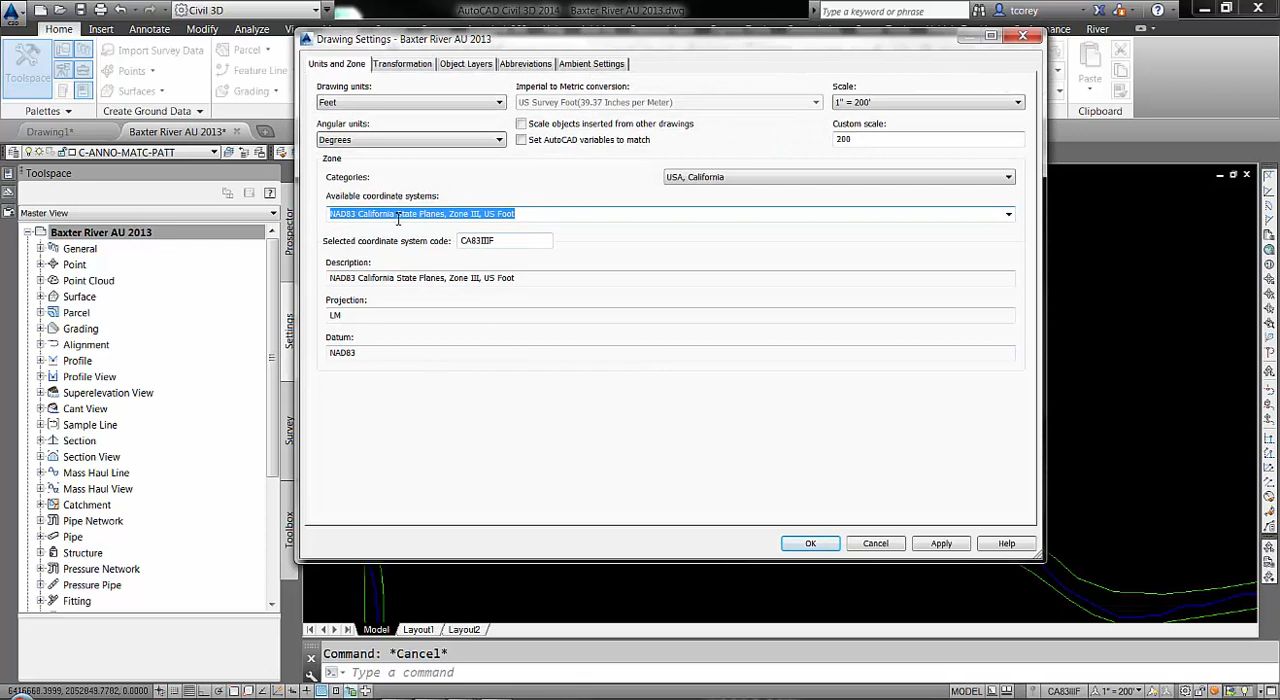 Civil 3D
AutoCAD Civil 3D 2014 Baxter River AU 2013.dwg
Type a keyword or phrase
tcorey
Home Insert Annotate Modify Analyze
River
Toolspace
Import Survey Data
Points
Surfaces
Parcel
Feature Line
Grading
Palettes
Create Ground Data
Paste
Clipboard
Drawing1*
Baxter River AU 2013*
C-ANNO-MATC-PATT
Toolspace
Master View
Baxter River AU 2013
General
Point
Point Cloud
Surface
Parcel
Grading
Alignment
Profile
Profile View
Superelevation View
Cant View
Sample Line
Section
Section View
Mass Haul Line
Mass Haul View
Catchment
Pipe Network
Pipe
Structure
Pressure Network
Pressure Pipe
Fitting
Prospector
Settings
Survey
Toolbox
Drawing Settings - Baxter River AU 2013
Units and Zone Transformation Object Layers Abbreviations Ambient Settings
Drawing units:
Feet
Imperial to Metric conversion:
US Survey Foot(39.37 Inches per Meter)
Scale:
1" = 200'
Angular units:
Degrees
Scale objects inserted from other drawings
Set AutoCAD variables to match
Custom scale:
200
Zone
Categories:
USA, California
Available coordinate systems:
NAD83 California State Planes, Zone III, US Foot
Selected coordinate system code:
CA83IIIF
Description:
NAD83 California State Planes, Zone III, US Foot
Projection:
LM
Datum:
NAD83
OK Cancel Apply Help
Model Layout1 Layout2
Command: *Cancel*
Type a command
6416668.3999, 2052849.7782, 0.0000
MODEL
CA83IIIF
1" = 200'